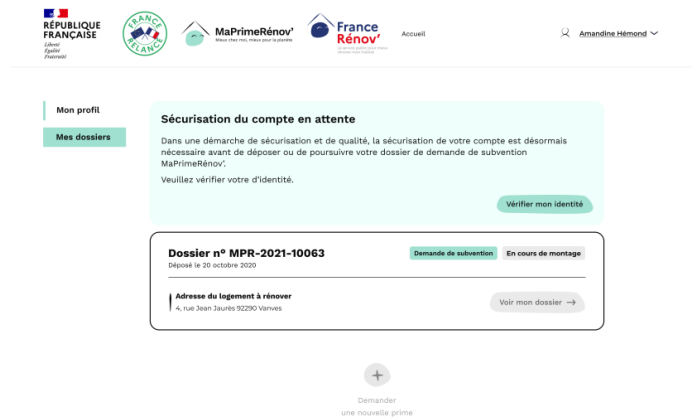 RÉPUBLIQUE
FRANÇAISE
Liberté
Égalité
Fraternité
FRANCE
RELANCE
MaPrimeRénov'
Mieux chez moi, mieux pour la planète
France
Rénov'
Accueil
Amandine Hémond
Mon profil
Mes dossiers
Sécurisation du compte en attente
Dans une démarche de sécurisation et de qualité, la sécurisation de votre compte est désormais
nécessaire avant de déposer ou de poursuivre votre dossier de demande de subvention
MaPrimeRénov'.
Veuillez vérifier votre d'identité.
Vérifier mon identité
Dossier nº MPR-2021-10063
Demande de subvention
En cours de montage
Déposé le 20 octobre 2020
Adresse du logement à rénover
4, rue Jean Jaurès 92290 Vanves
Voir mon dossier →
Demander
une nouvelle prime